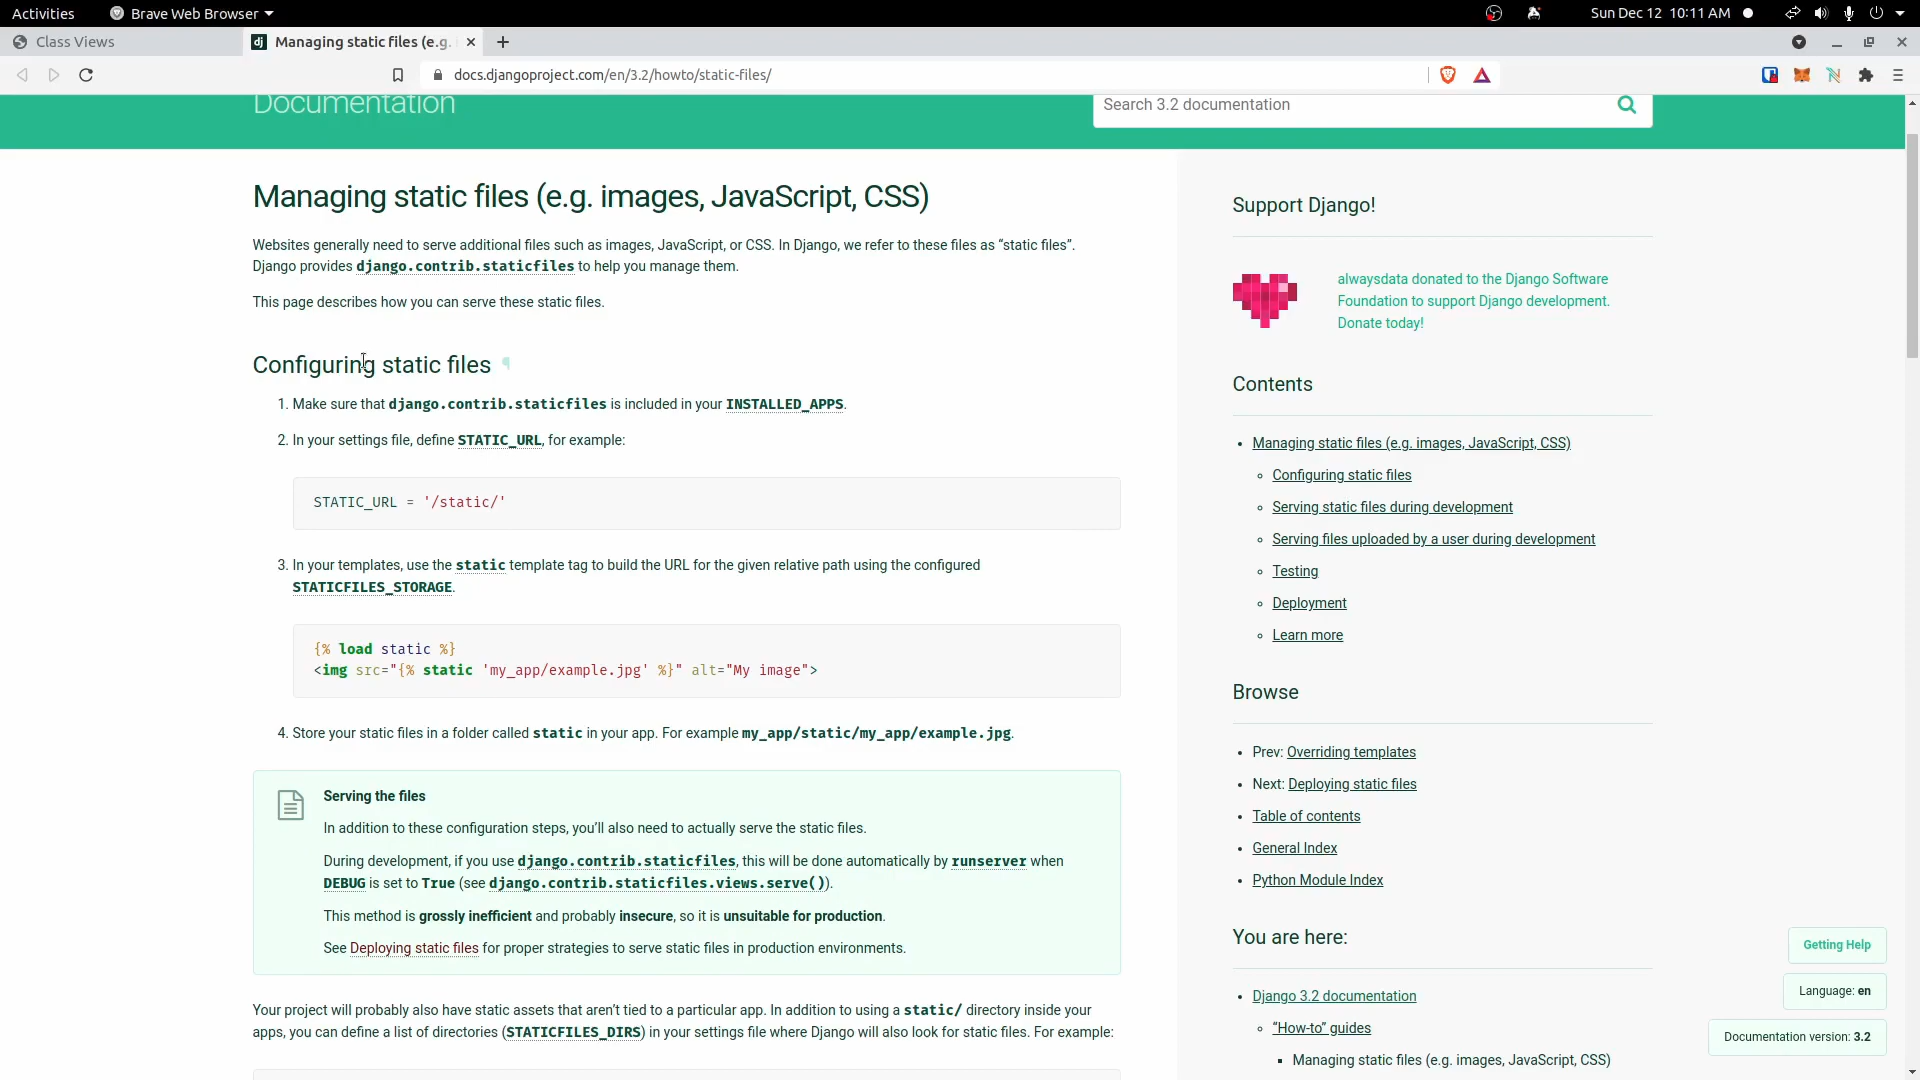 Activities
Brave Web Browser
Sun Dec 12 10:11 AM
Class Views
Managing static files (e.g.
docs.djangoproject.com/en/3.2/howto/static-files/
Documentation
Search 3.2 documentation
Managing static files (e.g. images, JavaScript, CSS)
Websites generally need to serve additional files such as images, JavaScript, or CSS. In Django, we refer to these files as “static files”.
Django provides django.contrib.staticfiles to help you manage them.
This page describes how you can serve these static files.
Configuring static files ¶
1. Make sure that django.contrib.staticfiles is included in your INSTALLED_APPS.
2. In your settings file, define STATIC_URL, for example:
STATIC_URL = '/static/'
3. In your templates, use the static template tag to build the URL for the given relative path using the configured
STATICFILES_STORAGE.
{% load static %}
<img src="{% static 'my_app/example.jpg' %}" alt="My image">
4. Store your static files in a folder called static in your app. For example my_app/static/my_app/example.jpg.
Serving the files
In addition to these configuration steps, you’ll also need to actually serve the static files.
During development, if you use django.contrib.staticfiles, this will be done automatically by runserver when
DEBUG is set to True (see django.contrib.staticfiles.views.serve()).
This method is grossly inefficient and probably insecure, so it is unsuitable for production.
See Deploying static files for proper strategies to serve static files in production environments.
Your project will probably also have static assets that aren’t tied to a particular app. In addition to using a static/ directory inside your
apps, you can define a list of directories (STATICFILES_DIRS) in your settings file where Django will also look for static files. For example:
Support Django!
alwaysdata donated to the Django Software
Foundation to support Django development.
Donate today!
Contents
Managing static files (e.g. images, JavaScript, CSS)
Configuring static files
Serving static files during development
Serving files uploaded by a user during development
Testing
Deployment
Learn more
Browse
Prev: Overriding templates
Next: Deploying static files
Table of contents
General Index
Python Module Index
You are here:
Django 3.2 documentation
“How-to” guides
Managing static files (e.g. images, JavaScript, CSS)
Getting Help
Language: en
Documentation version: 3.2